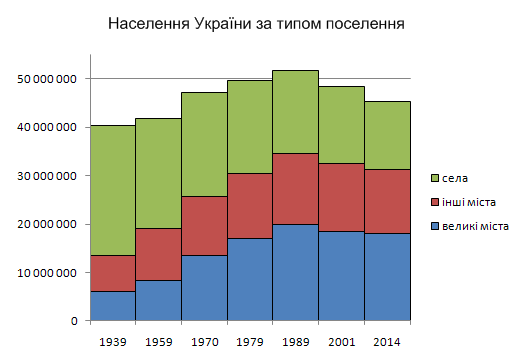 Населення України за типом поселення
50 000 000
40 000 000
30 000 000
20 000 000
10 000 000
0
1939 1959 1970 1979 1989 2001 2014
села
інші міста
великі міста